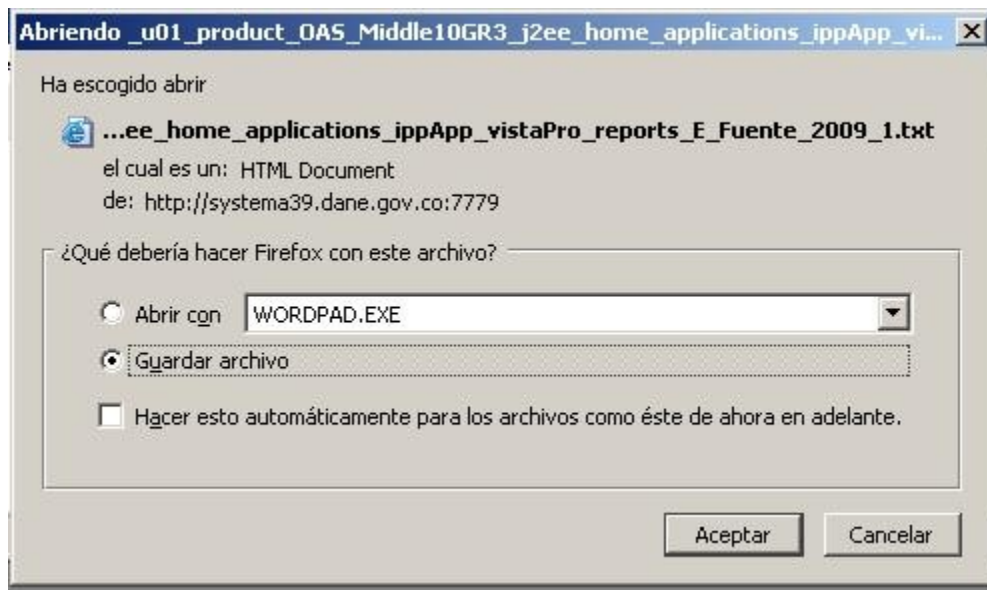 Abriendo _u01_product_OAS_Middle10GR3_j2ee_home_applications_ippApp_vi...
Ha escogido abrir
...ee_home_applications_ippApp_vistaPro_reports_E_Fuente_2009_1.txt
el cual es un: HTML Document
de: http://systema39.dane.gov.co:7779
¿Qué debería hacer Firefox con este archivo?
Abrir con WORDPAD.EXE
Guardar archivo
Hacer esto automáticamente para los archivos como éste de ahora en adelante.
Aceptar Cancelar